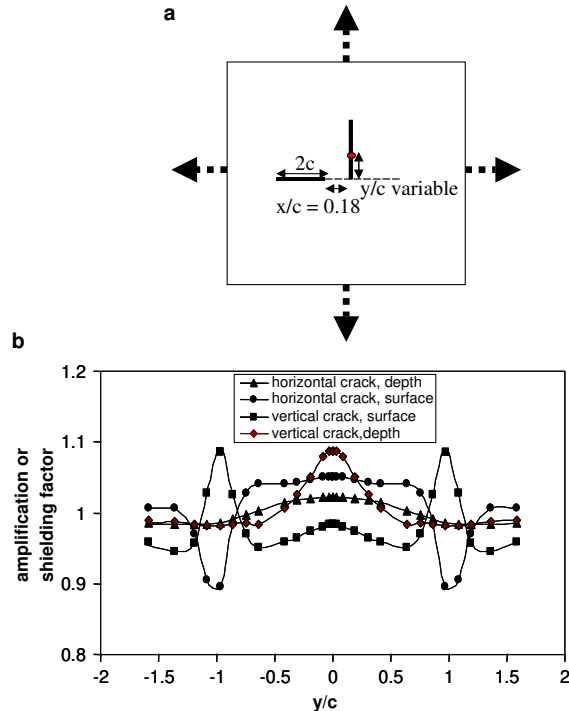 a
2c
y/c variable
x/c = 0.18
b
amplification or
shielding factor
1.2
1.1
1
0.9
0.8
horizontal crack, depth
horizontal crack, surface
vertical crack, surface
vertical crack,depth
-2
-1.5
-1
-0.5
0
0.5
1
1.5
2
y/c